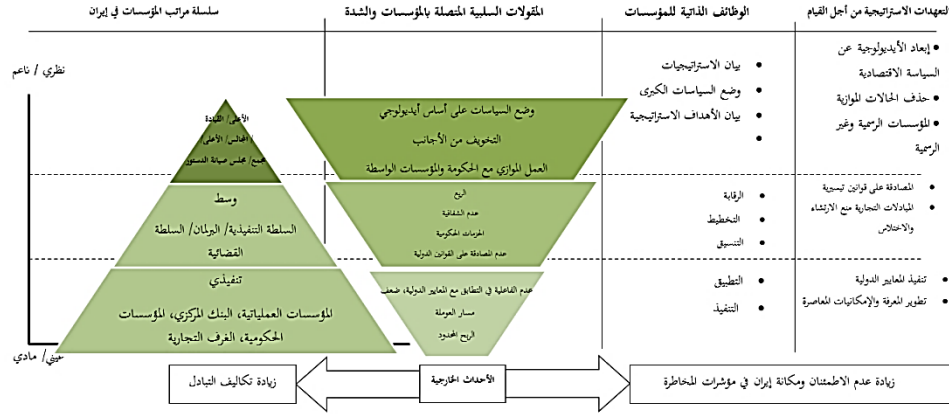 التعهدات الاستراتيجية من أجل القيام
الوظائف الذاتية للمؤسسات
المقولات السلبية المتصلة بالمؤسسات والشدة
سلسلة مراتب المؤسسات في إيران
إبعاد الأيديولوجية عن
السياسة الاقتصادية
حذف الحالات الموازية
للمؤسسات الرسمية وغير
الرسمية
بيان الاستراتيجيات
وضع السياسات الكبرى
بيان الأهداف الاستراتيجية
وضع السياسات على أساس أيديولوجي
التخويف من الأجانب
العمل الموازي مع الحكومة والمؤسسات الواسطة
نظري / ناعم
الأعلى/ القيادة
/ المجالس/ الأعلى/
مجمع/ مجلس صيانة الدستور
المصادقة على قوانين تيسيرية
المبادلات التجارية منع الارتشاء
والاختلاس
الرقابة
التخطيط
التنسيق
الريع
عدم الشفافية
الحكومية
عدم المصادقة على القوانين الدولية
وسط
السلطة التنفيذية/ البرلمان/ السلطة
القضائية
تنفيذ المعايير الدولية
تطوير المعرفة والإمكانيات المعاصرة
التطبيق
التنفيذ
عدم الفاعلية في التطابق مع المعايير الدولية، ضعف
مسار العوملة
الربح المحدود
تنفيذي
المؤسسات العملياتية، البنك المركزي، المؤسسات
الحكومية، الغرف التجارية
عيني/ مادي
زيادة عدم الاطمئنان ومكانة إيران في مؤشرات المخاطرة
الأحداث الخارجية
زيادة تكاليف التبادل